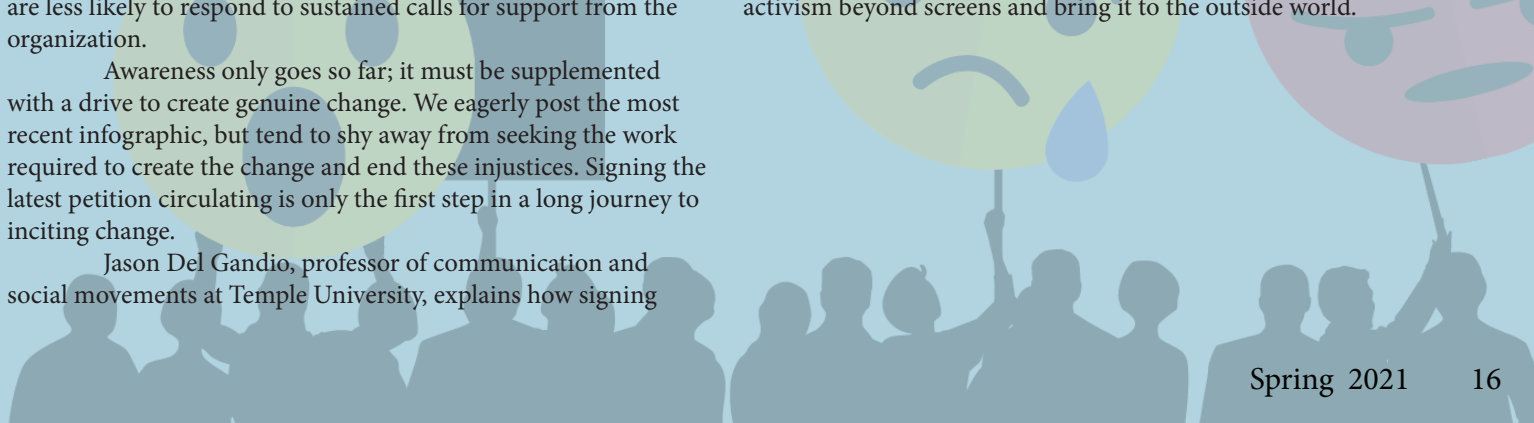 are less likely to respond to sustained calls for support from the
organization.
Awareness only goes so far; it must be supplemented
with a drive to create genuine change. We eagerly post the most
recent infographic, but tend to shy away from seeking the work
required to create the change and end these injustices. Signing the
latest petition circulating is only the first step in a long journey to
inciting change.
Jason Del Gandio, professor of communication and
social movements at Temple University, explains how signing
activism beyond screens and bring it to the outside world.
Spring 2021 16